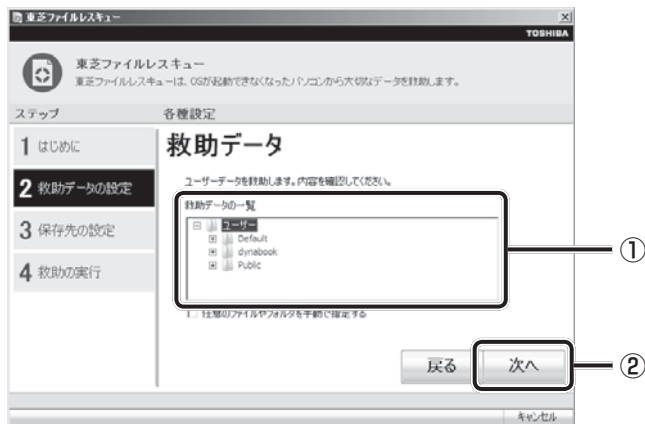 東芝ファイルレスキュー
TOSHIBA
東芝ファイルレスキュー
東芝ファイルレスキューは、OSが起動できなくなったパソコンから大切なデータを救助します。
ステップ
各種設定
1 はじめに
2 救助データの設定
3 保存先の設定
4 救助の実行
救助データ
ユーザーデータを救助します。内容を確認してください。
救助データの一覧
ユーザー
Default
dynabook
Public
任意のファイルやフォルダを手動で指定する
戻る
次へ
キャンセル
①
②